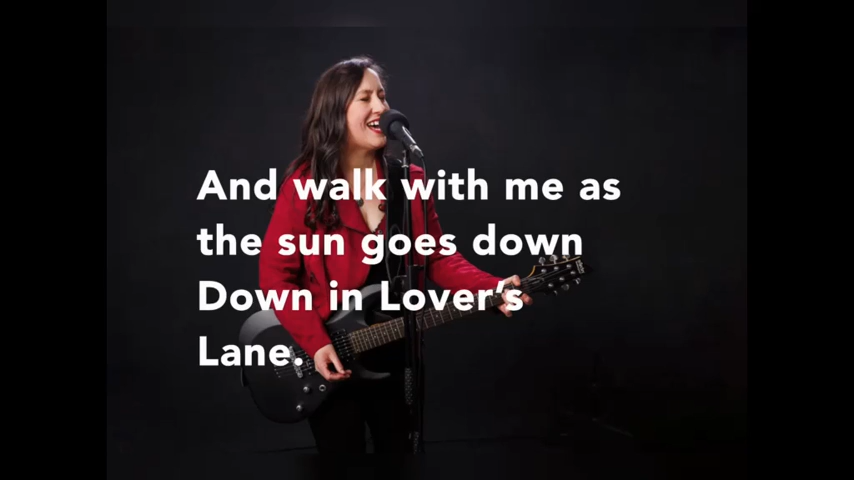 And walk with me as
the sun goes down
Down in Lover's
Lane.